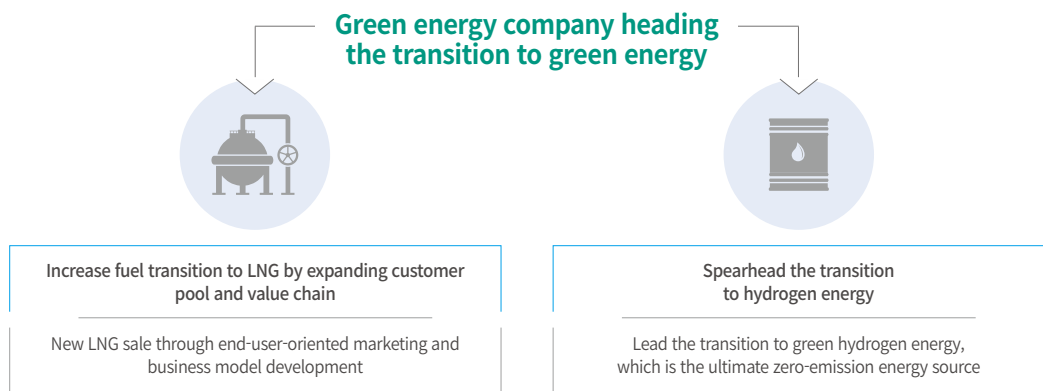 Green energy company heading
the transition to green energy
Increase fuel transition to LNG by expanding customer
pool and value chain
New LNG sale through end-user-oriented marketing and
business model development
Spearhead the transition
to hydrogen energy
Lead the transition to green hydrogen energy,
which is the ultimate zero-emission energy source